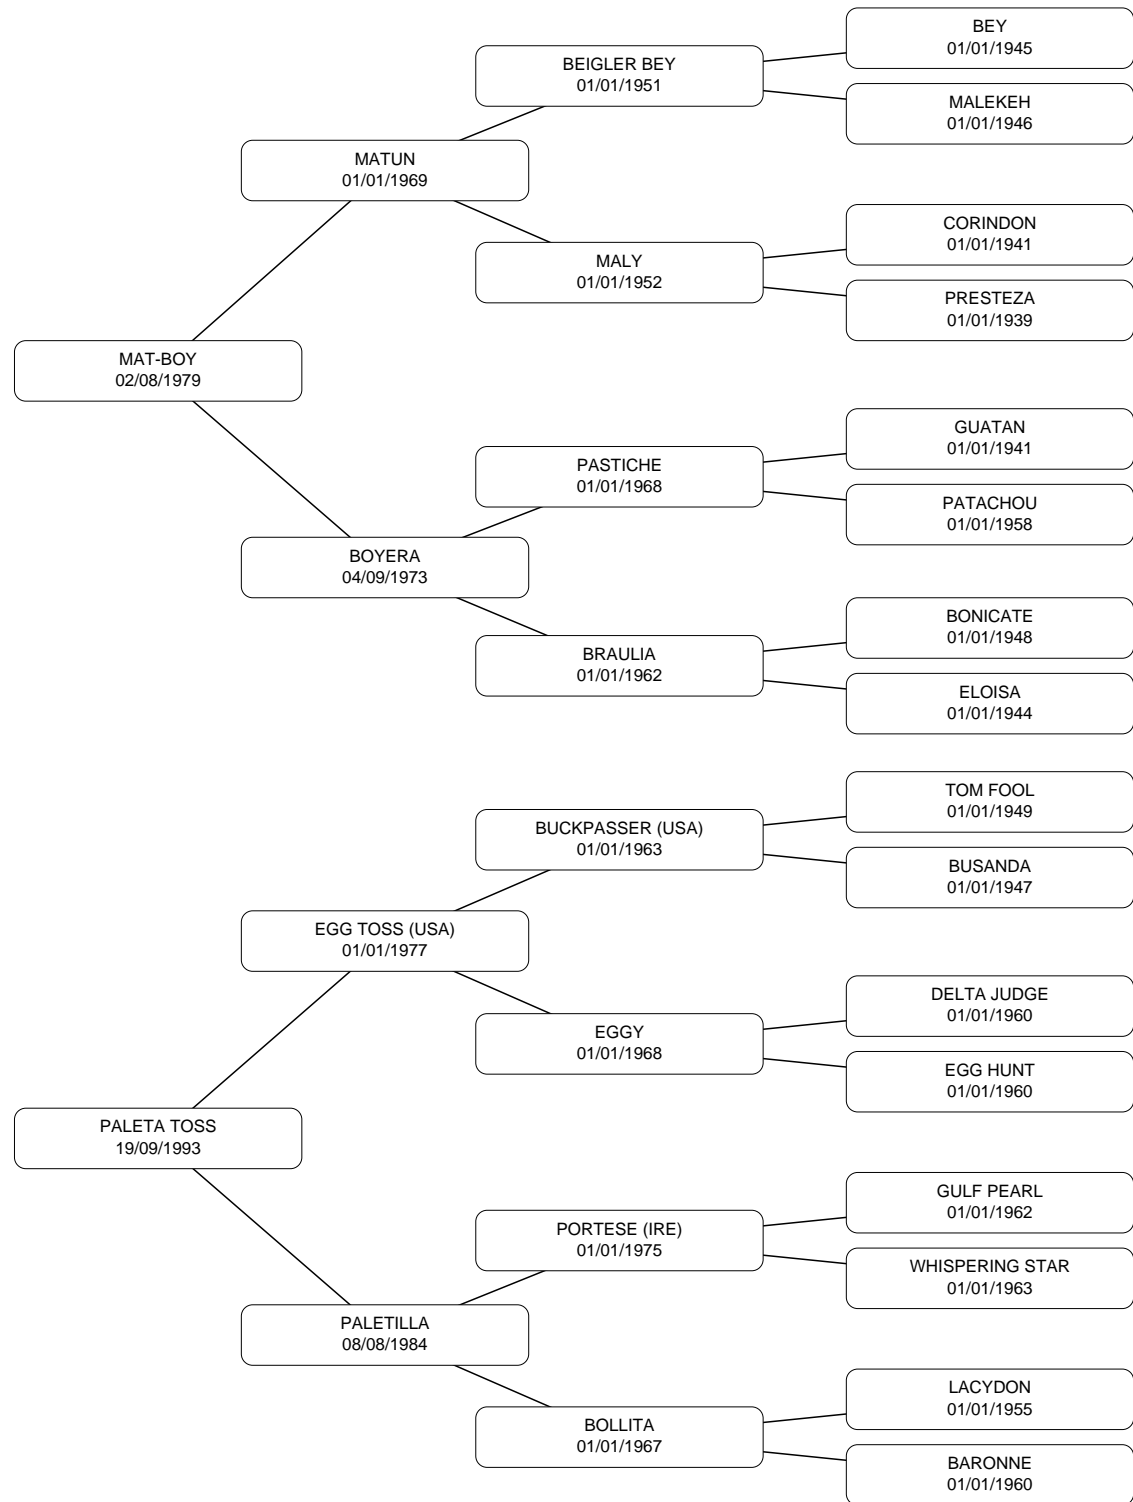 BEY
01/01/1945
BEIGLER BEY
01/01/1951
MALEKEH
01/01/1946
MATUN
01/01/1969
CORINDON
01/01/1941
MALY
01/01/1952
PRESTEZA
01/01/1939
MAT-BOY
02/08/1979
GUATAN
01/01/1941
PASTICHE
01/01/1968
PATACHOU
01/01/1958
BOYERA
04/09/1973
BONICATE
01/01/1948
BRAULIA
01/01/1962
ELOISA
01/01/1944
TOM FOOL
01/01/1949
BUCKPASSER (USA)
01/01/1963
BUSANDA
01/01/1947
EGG TOSS (USA)
01/01/1977
DELTA JUDGE
01/01/1960
EGGY
01/01/1968
EGG HUNT
01/01/1960
PALETA TOSS
19/09/1993
GULF PEARL
01/01/1962
PORTESE (IRE)
01/01/1975
WHISPERING STAR
01/01/1963
PALETILLA
08/08/1984
LACYDON
01/01/1955
BOLLITA
01/01/1967
BARONNE
01/01/1960